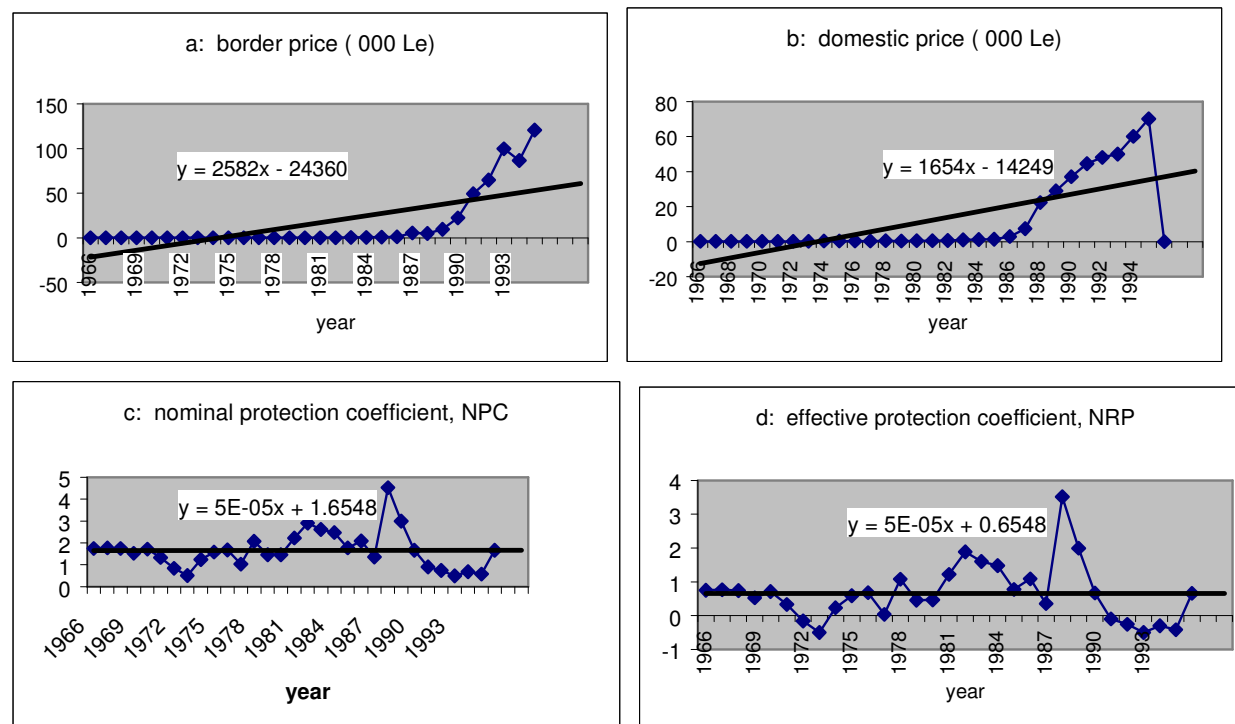 a: border price ( 000 Le)
150
100
50
0
-50
y = 2582x - 24360
1966 1969 1972 1975 1978 1981 1984 1987 1990 1993
year
b: domestic price ( 000 Le)
80
60
40
20
0
-20
y = 1654x - 14249
1966 1968 1970 1972 1974 1976 1978 1980 1982 1984 1986 1988 1990 1992 1994
year
c: nominal protection coefficient, NPC
5
4
3
2
1
0
y = 5E-05x + 1.6548
1966 1969 1972 1975 1978 1981 1984 1987 1990 1993
year
d: effective protection coefficient, NRP
4
3
2
1
0
-1
y = 5E-05x + 0.6548
1966 1969 1972 1975 1978 1981 1984 1987 1990 1993
year